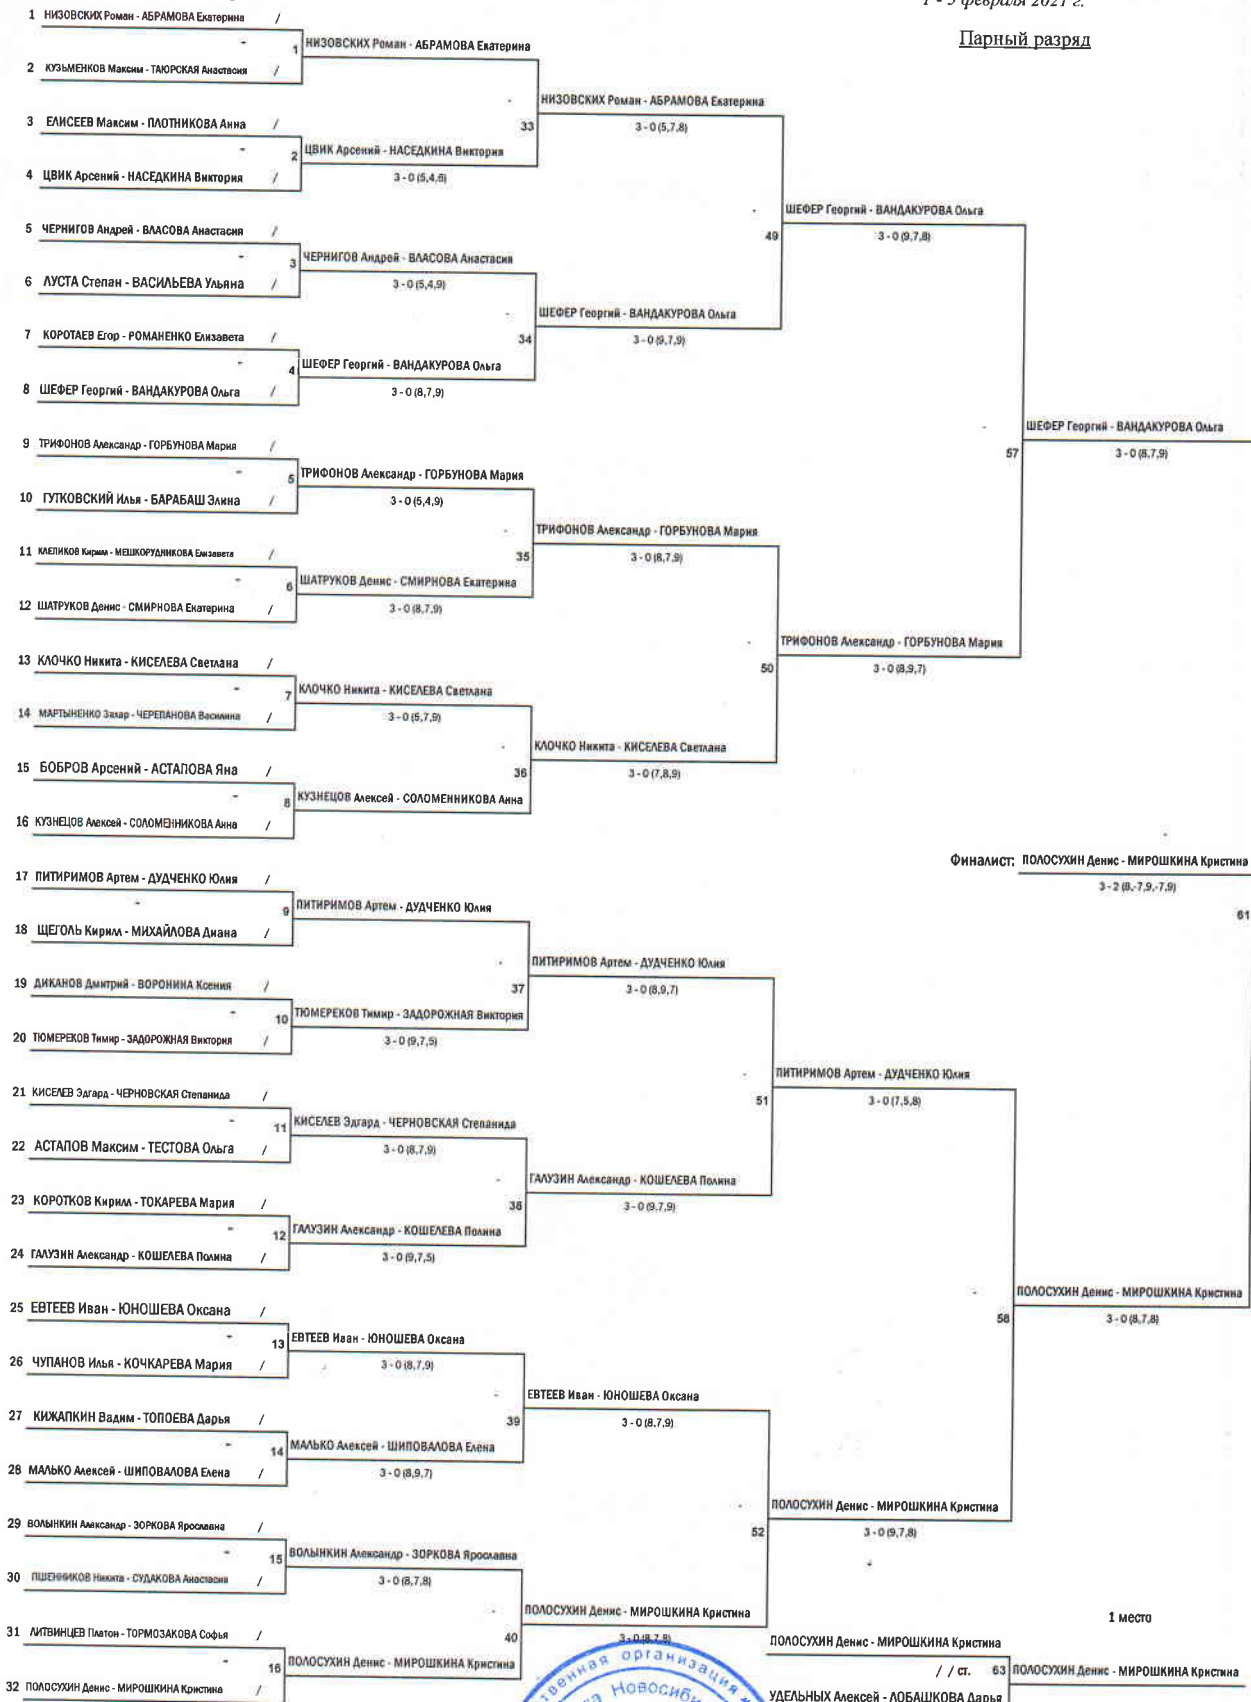 1 - 5 февраля 2021 г.
Парный разряд
1 НИЗОВСКИХ Роман - АБРАМОВА Екатерина /
- 1 НИЗОВСКИХ Роман - АБРАМОВА Екатерина
2 КУЗЬМЕНКОВ Максим - ТАЮРСКАЯ Анастасия /
- НИЗОВСКИХ Роман - АБРАМОВА Екатерина
33 3 - 0 (5,7,8)
3 ЕЛИСЕЕВ Максим - ПЛОТНИКОВА Анна /
- 2 ЦВИК Арсений - НАСЕДКИНА Виктория
4 ЦВИК Арсений - НАСЕДКИНА Виктория / 3 - 0 (5,4,6)
- ШЕФЕР Георгий - ВАНДАКУРОВА Ольга
49 3 - 0 (9,7,8)
5 ЧЕРНИГОВ Андрей - ВЛАСОВА Анастасия /
- 3 ЧЕРНИГОВ Андрей - ВЛАСОВА Анастасия
6 ЛУСТА Степан - ВАСИЛЬЕВА Ульяна / 3 - 0 (5,4,9)
- ШЕФЕР Георгий - ВАНДАКУРОВА Ольга
34 3 - 0 (9,7,9)
7 КОРОТАЕВ Егор - РОМАНЕНКО Елизавета /
- 4 ШЕФЕР Георгий - ВАНДАКУРОВА Ольга
8 ШЕФЕР Георгий - ВАНДАКУРОВА Ольга / 3 - 0 (8,7,9)
- ШЕФЕР Георгий - ВАНДАКУРОВА Ольга
57 3 - 0 (8,7,9)
9 ТРИФОНОВ Александр - ГОРБУНОВА Мария /
- 5 ТРИФОНОВ Александр - ГОРБУНОВА Мария
10 ГУТКОВСКИЙ Илья - БАРАБАШ Элина / 3 - 0 (5,4,9)
- ТРИФОНОВ Александр - ГОРБУНОВА Мария
35 3 - 0 (8,7,9)
11 КЛЕПИКОВ Кирилл - МЕШКОРУДНИКОВА Елизавета /
- 6 ШАТРУКОВ Денис - СМИРНОВА Екатерина
12 ШАТРУКОВ Денис - СМИРНОВА Екатерина / 3 - 0 (8,7,9)
- ТРИФОНОВ Александр - ГОРБУНОВА Мария
50 3 - 0 (8,9,7)
13 КЛОЧКО Никита - КИСЕЛЕВА Светлана /
- 7 КЛОЧКО Никита - КИСЕЛЕВА Светлана
14 МАРТЫНЕНКО Захар - ЧЕРЕПАНОВА Василина / 3 - 0 (5,7,9)
- КЛОЧКО Никита - КИСЕЛЕВА Светлана
36 3 - 0 (7,8,9)
15 БОБРОВ Арсений - АСТАПОВА Яна /
- 8 КУЗНЕЦОВ Алексей - СОЛОМЕННИКОВА Анна
16 КУЗНЕЦОВ Алексей - СОЛОМЕННИКОВА Анна /
Финалист: ПОЛОСУХИН Денис - МИРОШКИНА Кристина
3 - 2 (8,-7,9,-7,9)
61
17 ПИТИРИМОВ Артем - ДУДЧЕНКО Юлия /
- 9 ПИТИРИМОВ Артем - ДУДЧЕНКО Юлия
18 ЩЕГОЛЬ Кирилл - МИХАЙЛОВА Диана /
- ПИТИРИМОВ Артем - ДУДЧЕНКО Юлия
37 3 - 0 (8,9,7)
19 ДИКАНОВ Дмитрий - ВОРОНИНА Ксения /
- 10 ТЮМЕРЕКОВ Тимир - ЗАДОРОЖНАЯ Виктория
20 ТЮМЕРЕКОВ Тимир - ЗАДОРОЖНАЯ Виктория / 3 - 0 (9,7,5)
- ПИТИРИМОВ Артем - ДУДЧЕНКО Юлия
51 3 - 0 (7,5,8)
21 КИСЕЛЕВ Эдгард - ЧЕРНОВСКАЯ Степанида /
- 11 КИСЕЛЕВ Эдгард - ЧЕРНОВСКАЯ Степанида
22 АСТАПОВ Максим - ТЕСТОВА Ольга / 3 - 0 (8,7,9)
- ГАЛУЗИН Александр - КОШЕЛЕВА Полина
38 3 - 0 (9,7,9)
23 КОРОТКОВ Кирилл - ТОКАРЕВА Мария /
- 12 ГАЛУЗИН Александр - КОШЕЛЕВА Полина
24 ГАЛУЗИН Александр - КОШЕЛЕВА Полина / 3 - 0 (9,7,5)
- ПОЛОСУХИН Денис - МИРОШКИНА Кристина
58 3 - 0 (8,7,8)
25 ЕВТЕЕВ Иван - ЮНОШЕВА Оксана /
- 13 ЕВТЕЕВ Иван - ЮНОШЕВА Оксана
26 ЧУПАНОВ Илья - КОЧКАРЕВА Мария / 3 - 0 (8,7,9)
- ЕВТЕЕВ Иван - ЮНОШЕВА Оксана
39 3 - 0 (8,7,9)
27 КИЖАПКИН Вадим - ТОПОЕВА Дарья /
- 14 МАЛЬКО Алексей - ШИПОВАЛОВА Елена
28 МАЛЬКО Алексей - ШИПОВАЛОВА Елена / 3 - 0 (8,9,7)
- ПОЛОСУХИН Денис - МИРОШКИНА Кристина
52 3 - 0 (9,7,8)
29 ВОЛЫНКИН Александр - ЗОРКОВА Ярославна /
- 15 ВОЛЫНКИН Александр - ЗОРКОВА Ярославна
30 ПШЕННИКОВ Никита - СУДАКОВА Анастасия / 3 - 0 (8,7,8)
- ПОЛОСУХИН Денис - МИРОШКИНА Кристина
40 3 - 0 (8,7,8)
31 ЛИТВИНЦЕВ Платон - ТОРМОЗАКОВА Софья /
- 16 ПОЛОСУХИН Денис - МИРОШКИНА Кристина
32 ПОЛОСУХИН Денис - МИРОШКИНА Кристина /
1 место
ПОЛОСУХИН Денис - МИРОШКИНА Кристина
/ / ст. 63 ПОЛОСУХИН Денис - МИРОШКИНА Кристина
УДЕЛЬНЫХ Алексей - ЛОБАШКОВА Дарья
организация